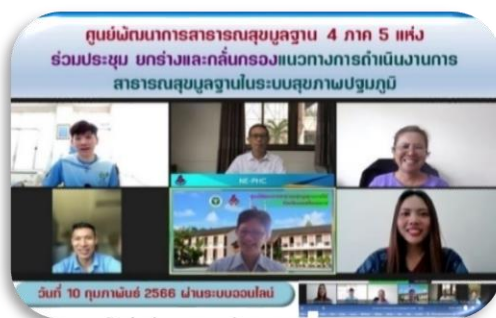 ศูนย์พัฒนาการสาธารณสุขมูลฐาน 4 ภาค 5 แห่ง
ร่วมประชุม ยกร่างและกลั่นกรองแนวทางการดำเนินงานการ
สาธารณสุขมูลฐานในระบบสุขภาพปฐมภูมิ
NE-PHC
วันที่ 10 กุมภาพันธ์ 2566 ผ่านระบบออนไลน์